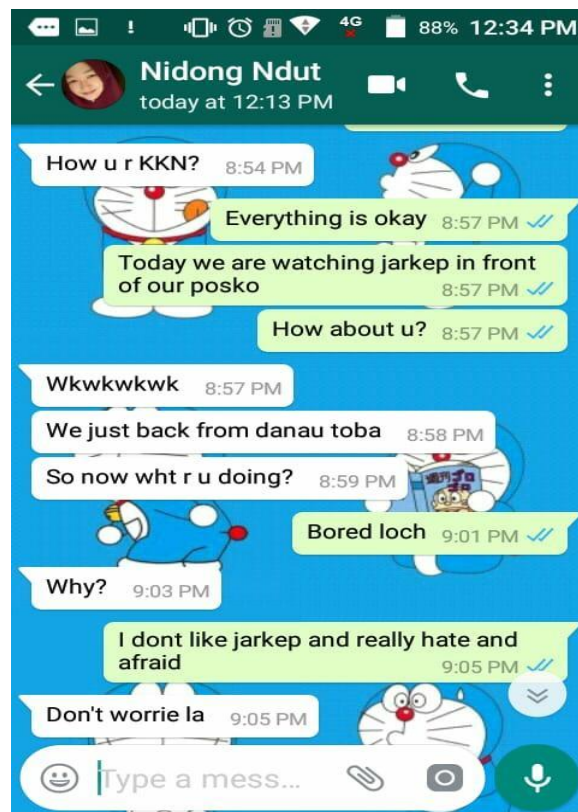 4G 88% 12:34 PM
Nidong Ndut
today at 12:13 PM
How u r KKN? 8:54 PM
Everything is okay 8:57 PM
Today we are watching jarkep in front
of our posko 8:57 PM
How about u? 8:57 PM
Wkwkwkwk 8:57 PM
We just back from danau toba 8:58 PM
So now wht r u doing? 8:59 PM
Bored loch 9:01 PM
Why? 9:03 PM
I dont like jarkep and really hate and
afraid 9:05 PM
Don't worrie la 9:05 PM
Type a mess...